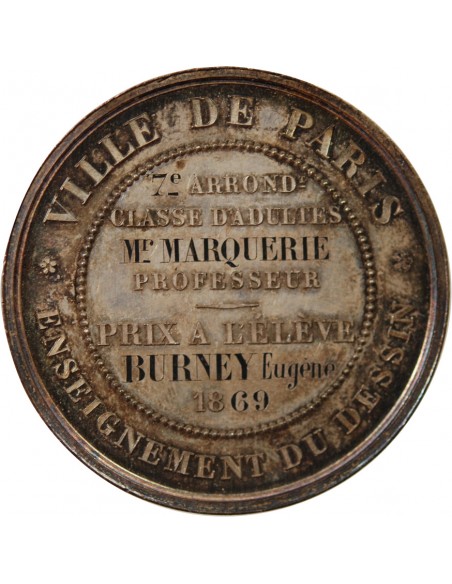 VILLE DE PARIS
7e ARRONDt
CLASSE D'ADULTES
Mr MARQUERIE
PROFESSEUR
PRIX A L'ÉLÈVE
BURNEY Eugène
1869
ENSEIGNEMENT DU DESSIN